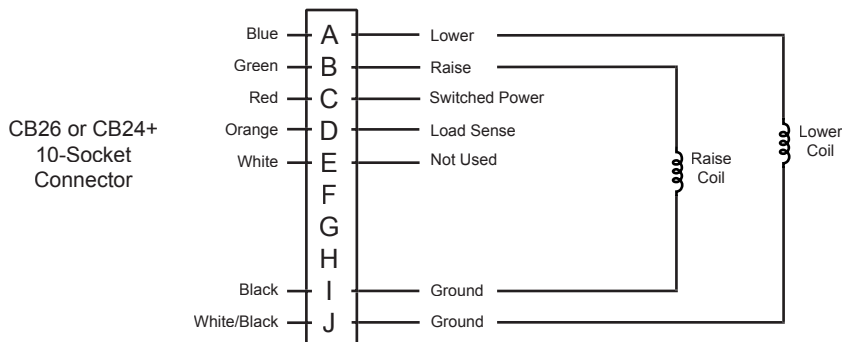 CB26 or CB24+
10-Socket
Connector
Blue A Lower
Green B Raise
Red C Switched Power
Orange D Load Sense
White E Not Used
F
G
H
Black I Ground
White/Black J Ground
Raise
Coil
Lower
Coil